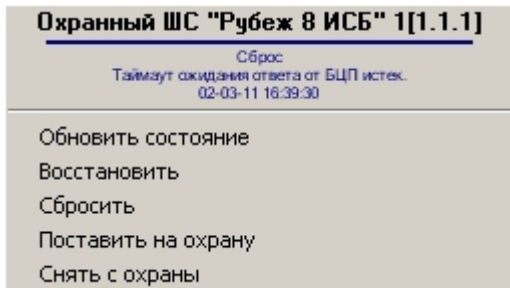 Охранный ШС "Рубеж 8 ИСБ" 1[1.1.1]
Сброс
Таймаут ожидания ответа от БЦП истек.
02-03-11 16:39:30
Обновить состояние
Восстановить
Сбросить
Поставить на охрану
Снять с охраны